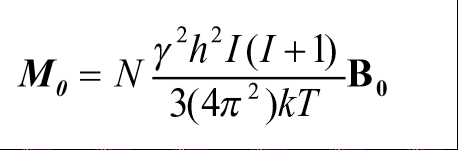 M₀ = N γ²h²I(I+1) / 3(4π²)kT B₀